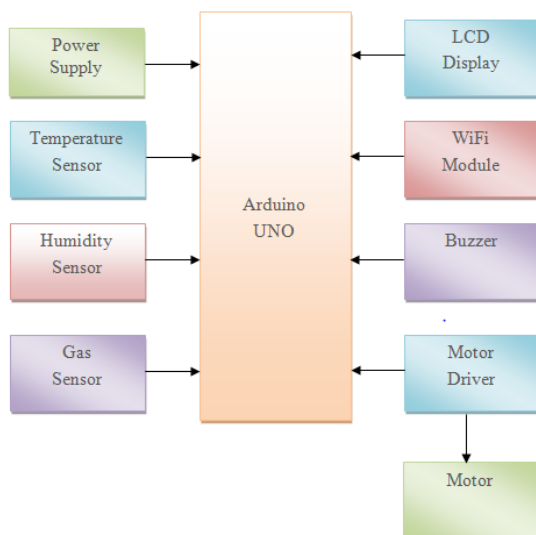 Power
Supply
Temperature
Sensor
Humidity
Sensor
Gas
Sensor
Arduino
UNO
LCD
Display
WiFi
Module
Buzzer
Motor
Driver
Motor